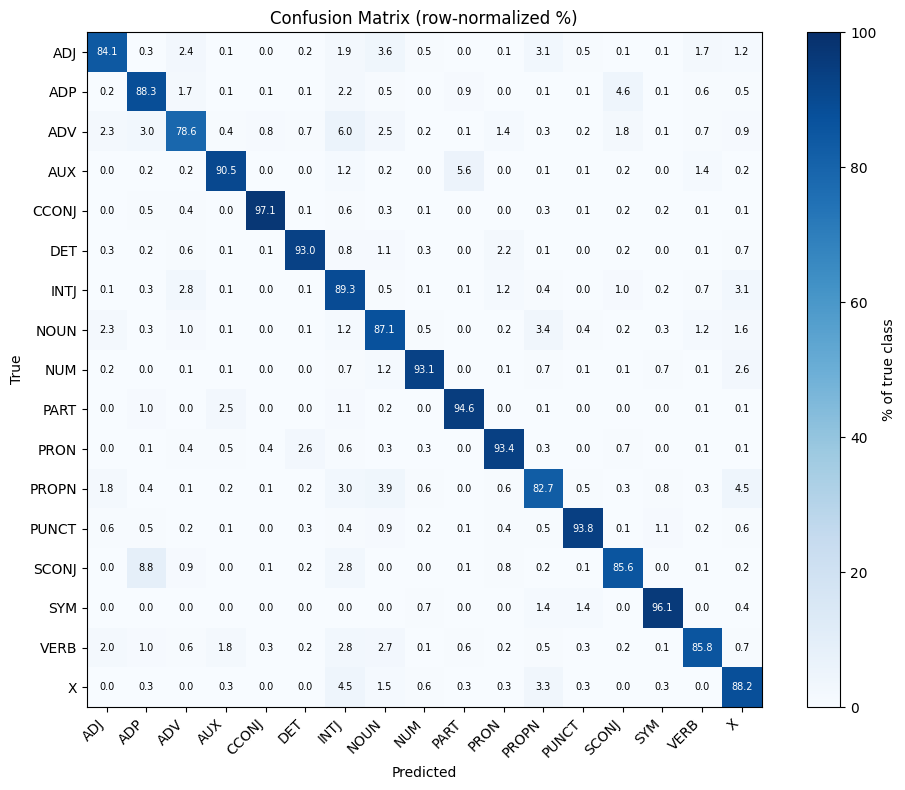 Confusion Matrix (row-normalized %)
ADJ 84.1 0.3 2.4 0.1 0.0 0.2 1.9 3.6 0.5 0.0 0.1 3.1 0.5 0.1 0.1 1.7 1.2
ADP 0.2 88.3 1.7 0.1 0.1 0.1 2.2 0.5 0.0 0.9 0.0 0.1 0.1 4.6 0.1 0.6 0.5
ADV 2.3 3.0 78.6 0.4 0.8 0.7 6.0 2.5 0.2 0.1 1.4 0.3 0.2 1.8 0.1 0.7 0.9
AUX 0.0 0.2 0.2 90.5 0.0 0.0 1.2 0.2 0.0 5.6 0.0 0.1 0.1 0.2 0.0 1.4 0.2
CCONJ 0.0 0.5 0.4 0.0 97.1 0.1 0.6 0.3 0.1 0.0 0.0 0.3 0.1 0.2 0.2 0.1 0.1
DET 0.3 0.2 0.6 0.1 0.1 93.0 0.8 1.1 0.3 0.0 2.2 0.1 0.0 0.2 0.0 0.1 0.7
INTJ 0.1 0.3 2.8 0.1 0.0 0.1 89.3 0.5 0.1 0.1 1.2 0.4 0.0 1.0 0.2 0.7 3.1
NOUN 2.3 0.3 1.0 0.1 0.0 0.1 1.2 87.1 0.5 0.0 0.2 3.4 0.4 0.2 0.3 1.2 1.6
NUM 0.2 0.0 0.1 0.1 0.0 0.0 0.7 1.2 93.1 0.0 0.1 0.7 0.1 0.1 0.7 0.1 2.6
PART 0.0 1.0 0.0 2.5 0.0 0.0 1.1 0.2 0.0 94.6 0.0 0.1 0.0 0.0 0.0 0.1 0.1
PRON 0.0 0.1 0.4 0.5 0.4 2.6 0.6 0.3 0.3 0.0 93.4 0.3 0.0 0.7 0.0 0.1 0.1
PROPN 1.8 0.4 0.1 0.2 0.1 0.2 3.0 3.9 0.6 0.0 0.6 82.7 0.5 0.3 0.8 0.3 4.5
PUNCT 0.6 0.5 0.2 0.1 0.0 0.3 0.4 0.9 0.2 0.1 0.4 0.5 93.8 0.1 1.1 0.2 0.6
SCONJ 0.0 8.8 0.9 0.0 0.1 0.2 2.8 0.0 0.0 0.1 0.8 0.2 0.1 85.6 0.0 0.1 0.2
SYM 0.0 0.0 0.0 0.0 0.0 0.0 0.0 0.0 0.7 0.0 0.0 1.4 1.4 0.0 96.1 0.0 0.4
VERB 2.0 1.0 0.6 1.8 0.3 0.2 2.8 2.7 0.1 0.6 0.2 0.5 0.3 0.2 0.1 85.8 0.7
X 0.0 0.3 0.0 0.3 0.0 0.0 4.5 1.5 0.6 0.3 0.3 3.3 0.3 0.0 0.3 0.0 88.2
ADJ ADP ADV AUX CCONJ DET INTJ NOUN NUM PART PRON PROPN PUNCT SCONJ SYM VERB X
Predicted
True
100
80
60
40
20
0
% of true class